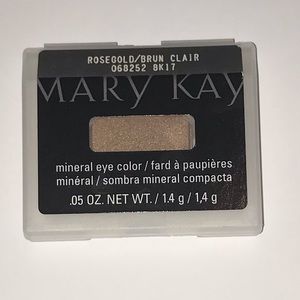 ROSEGOLD/BRUN CLAIR
068252 BK17
MARY KAY
mineral eye color / fard à paupières
minéral / sombra mineral compacta
.05 OZ. NET WT. / 1.4 g / 1,4 g